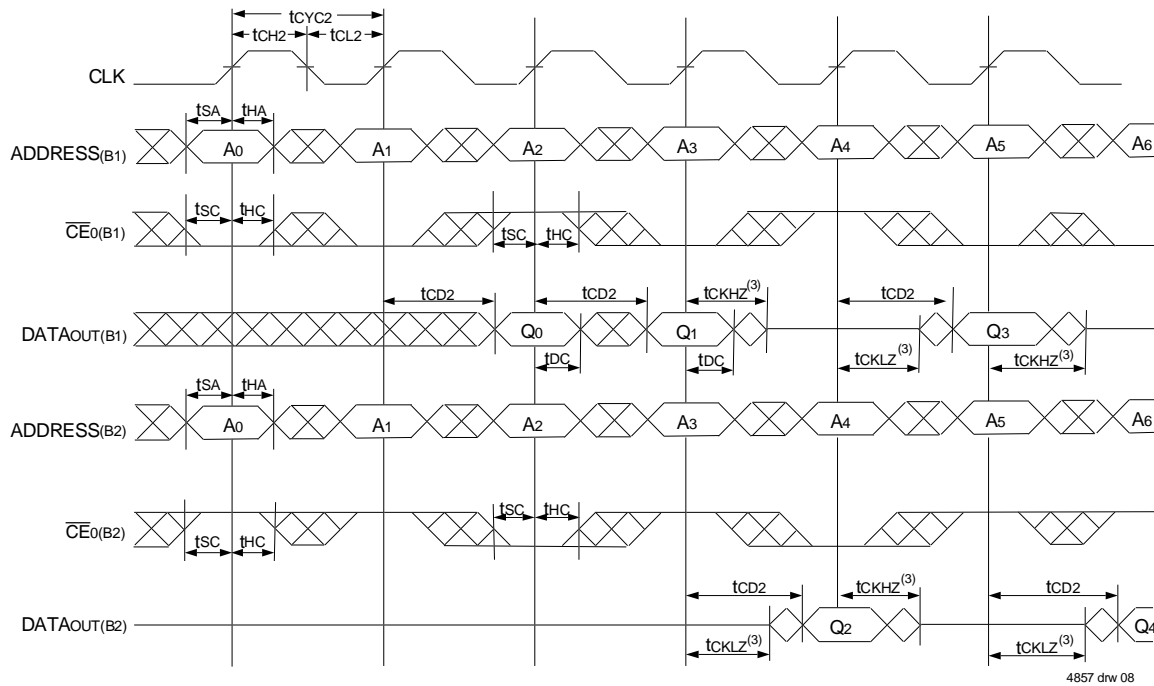 tCYC2
tCH2 tCL2
CLK
tSA tHA
ADDRESS(B1) A0 A1 A2 A3 A4 A5 A6
tSC tHC
CE0(B1)
tSC tHC
tCD2 tCD2 tCKHZ(3) tCD2
DATAOUT(B1) Q0 Q1 Q3
tDC tDC tCKLZ(3) tCKHZ(3)
tSA tHA
ADDRESS(B2) A0 A1 A2 A3 A4 A5 A6
tSC tHC
CE0(B2)
tSC tHC
tCD2 tCKHZ(3) tCD2
DATAOUT(B2) Q2 Q4
tCKLZ(3) tCKLZ(3)
4857 drw 08